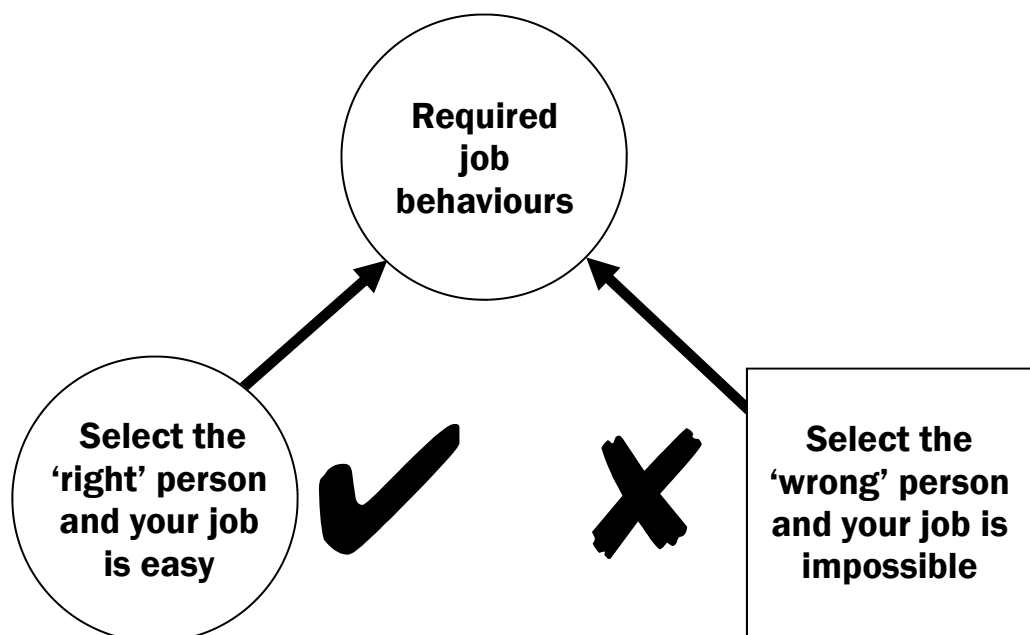 Required
job
behaviours
Select the
‘right’ person
and your job
is easy
Select the
‘wrong’ person
and your job is
impossible